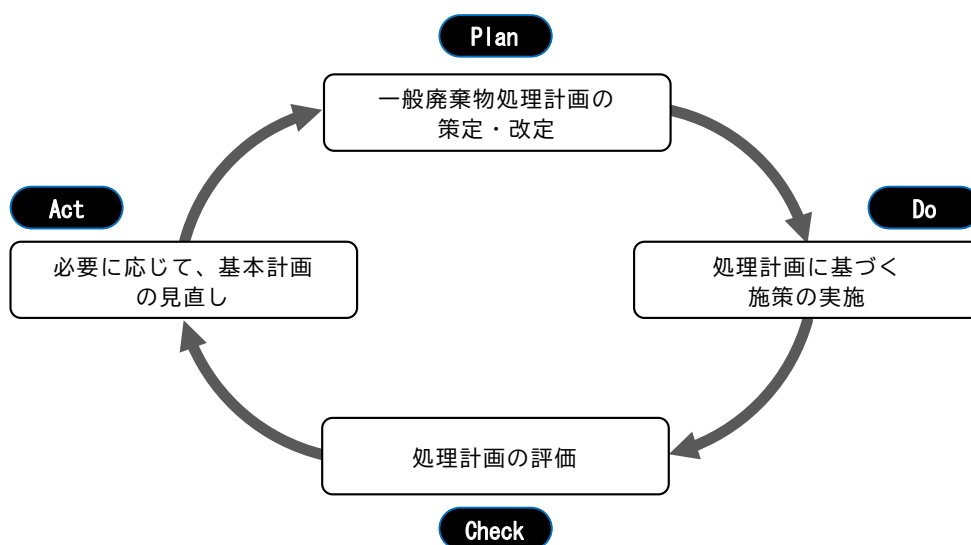 Plan
一般廃棄物処理計画の
策定・改定
Act
Do
必要に応じて、基本計画
の見直し
処理計画に基づく
施策の実施
処理計画の評価
Check